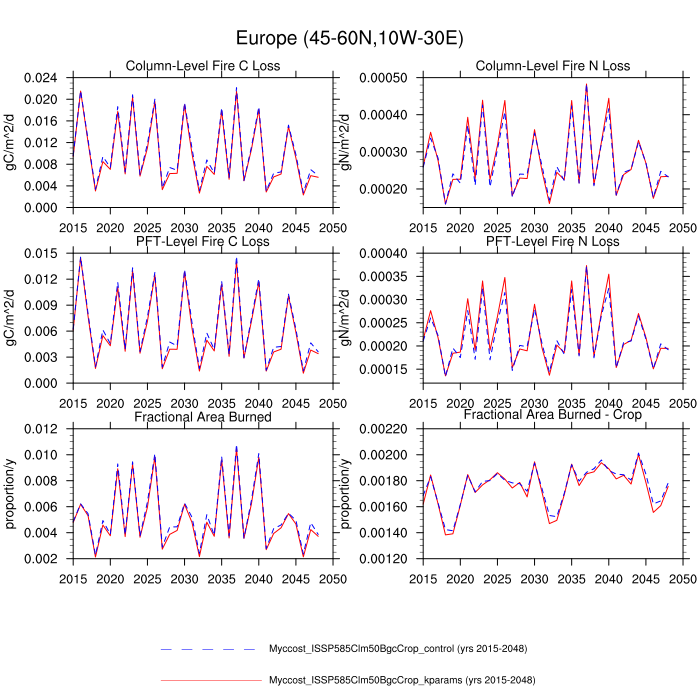 Europe (45-60N,10W-30E)
Column-Level Fire C Loss
gC/m^2/d
0.024
0.020
0.016
0.012
0.008
0.004
0.000
2015 2020 2025 2030 2035 2040 2045 2050
Column-Level Fire N Loss
gN/m^2/d
0.00050
0.00040
0.00030
0.00020
2015 2020 2025 2030 2035 2040 2045 2050
PFT-Level Fire C Loss
gC/m^2/d
0.015
0.012
0.009
0.006
0.003
0.000
2015 2020 2025 2030 2035 2040 2045 2050
PFT-Level Fire N Loss
gN/m^2/d
0.00040
0.00035
0.00030
0.00025
0.00020
0.00015
2015 2020 2025 2030 2035 2040 2045 2050
Fractional Area Burned
proportion/y
0.012
0.010
0.008
0.006
0.004
0.002
2015 2020 2025 2030 2035 2040 2045 2050
Fractional Area Burned - Crop
proportion/y
0.00220
0.00200
0.00180
0.00160
0.00140
0.00120
2015 2020 2025 2030 2035 2040 2045 2050
Myccost_ISSP585Clm50BgcCrop_control (yrs 2015-2048)
Myccost_ISSP585Clm50BgcCrop_kparams (yrs 2015-2048)